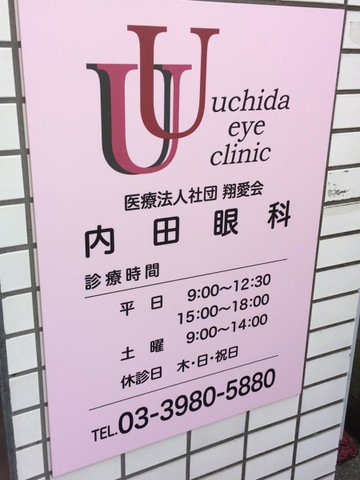 UU
uchida
eye
clinic
医療法人社団 翔愛会
内田眼科
診療時間
平日 9:00〜12:30
15:00〜18:00
土曜 9:00〜14:00
休診日 木・日・祝日
TEL.03-3980-5880